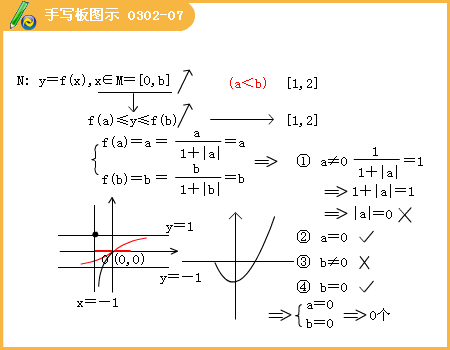 手写板图示 0302-07
N: y=f(x),x∈M=[0,b] (a<b) [1,2]
f(a)≤y≤f(b) [1,2]
f(a)=a= a/(1+|a|) =a
f(b)=b= b/(1+|b|) =b
⇒ ① a≠0 1/(1+|a|) =1
⇒1+|a|=1
⇒|a|=0 ×
② a=0 ✓
③ b≠0 ×
④ b=0 ✓
⇒{a=0 b=0 ⇒0个
y=1
0 (0,0)
y=-1
x=-1